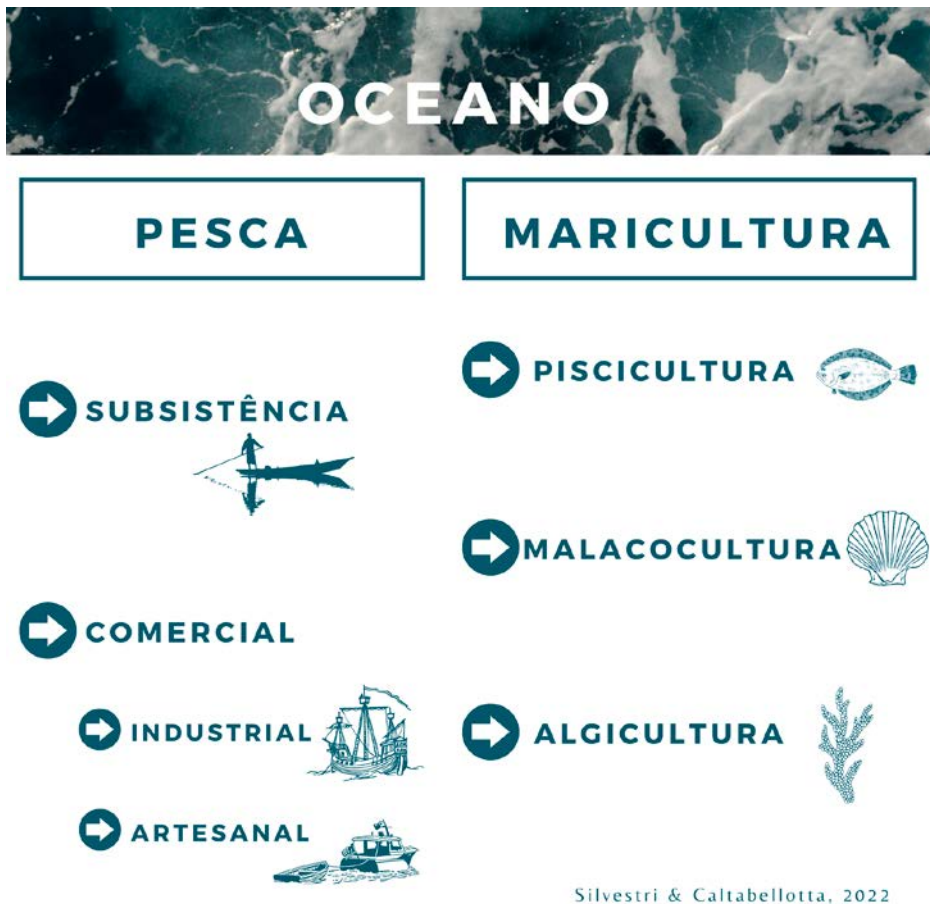 OCEANO
PESCA
SUBSISTÊNCIA
COMERCIAL
INDUSTRIAL
ARTESANAL
MARICULTURA
PISCICULTURA
MALACOCULTURA
ALGICULTURA
Silvestri & Caltabellotta, 2022